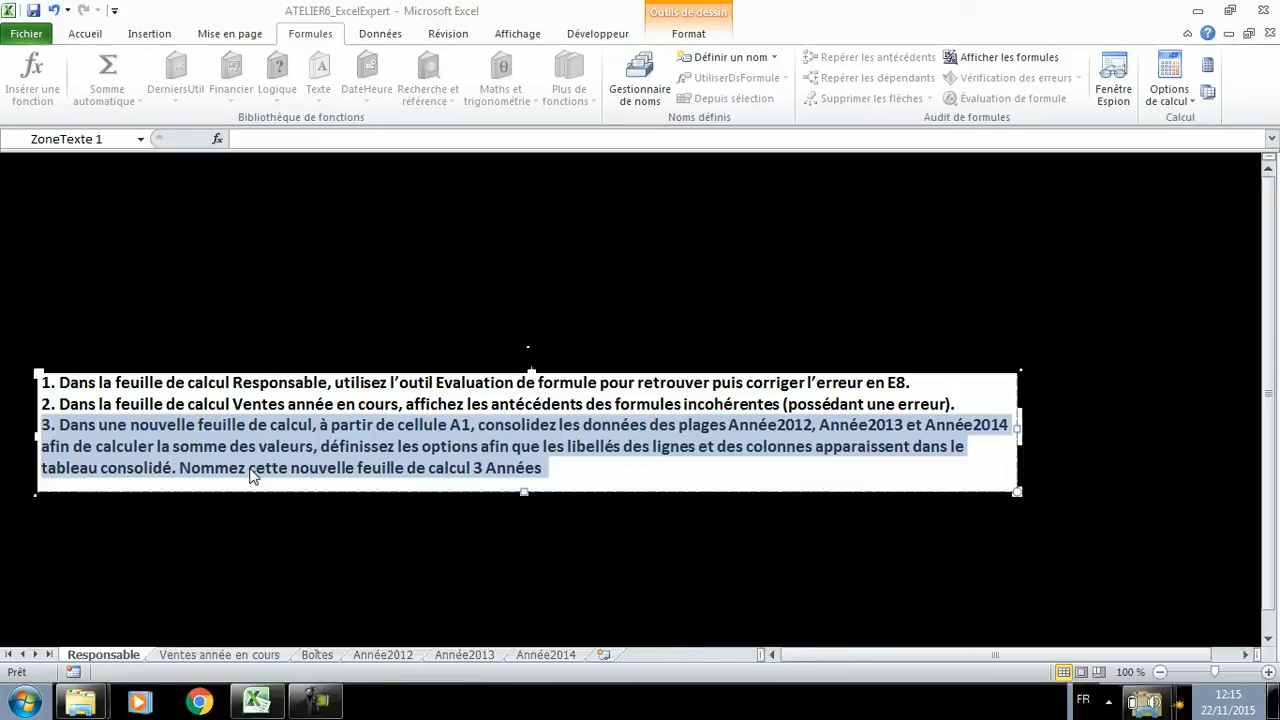 ATELIER6_ExcelExpert - Microsoft Excel
Outils de dessin
Fichier Accueil Insertion Mise en page Formules Données Révision Affichage Développeur Format
Insérer une fonction
Somme automatique
DerniersUtil
Financier
Logique
Texte
DateHeure
Recherche et référence
Maths et trigonométrie
Plus de fonctions
Bibliothèque de fonctions
Gestionnaire de noms
Définir un nom
UtiliserDsFormule
Depuis sélection
Noms définis
Repérer les antécédents
Repérer les dépendants
Supprimer les flèches
Afficher les formules
Vérification des erreurs
Évaluation de formule
Audit de formules
Fenêtre Espion
Options de calcul
Calcul
ZoneTexte 1
fx
1. Dans la feuille de calcul Responsable, utilisez l’outil Evaluation de formule pour retrouver puis corriger l’erreur en E8.
2. Dans la feuille de calcul Ventes année en cours, affichez les antécédents des formules incohérentes (possédant une erreur).
3. Dans une nouvelle feuille de calcul, à partir de cellule A1, consolidez les données des plages Année2012, Année2013 et Année2014
afin de calculer la somme des valeurs, définissez les options afin que les libellés des lignes et des colonnes apparaissent dans le
tableau consolidé. Nommez cette nouvelle feuille de calcul 3 Années
Responsable Ventes année en cours Boîtes Année2012 Année2013 Année2014
Prêt
100 %
FR
12:15
22/11/2015